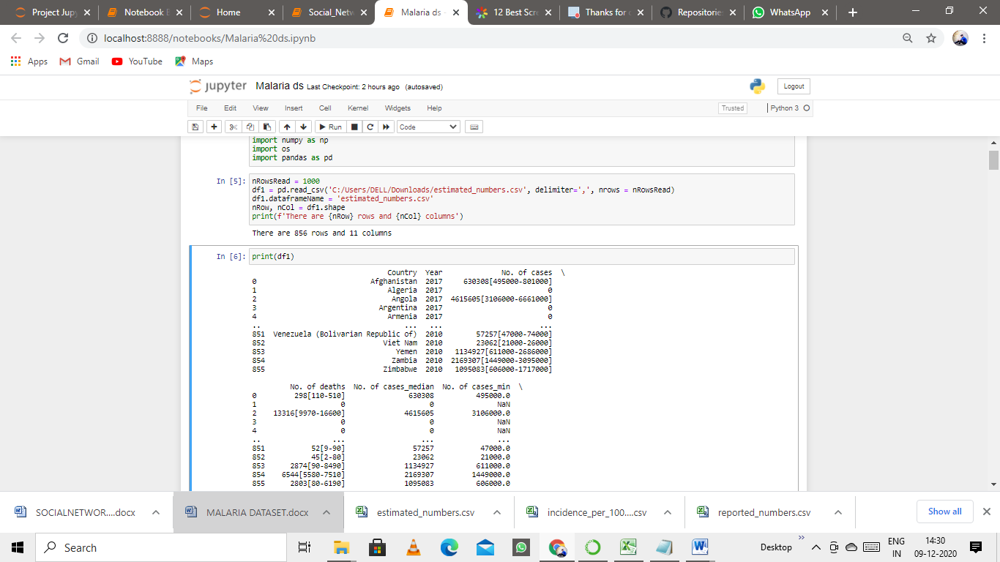 Project Jupy
Notebook B
Home
Social_Netw
Malaria ds -
12 Best Scre
Thanks for d
Repositories
WhatsApp
localhost:8888/notebooks/Malaria%20ds.ipynb
Apps Gmail YouTube Maps
jupyter Malaria ds Last Checkpoint: 2 hours ago (autosaved)
Logout
File Edit View Insert Cell Kernel Widgets Help
Trusted
Python 3
Run
Code
import numpy as np
import os
import pandas as pd
In [5]: nRowsRead = 1000
df1 = pd.read_csv('C:/Users/DELL/Downloads/estimated_numbers.csv', delimiter=',', nrows = nRowsRead)
df1.dataframeName = 'estimated_numbers.csv'
nRow, nCol = df1.shape
print(f'There are {nRow} rows and {nCol} columns')
There are 856 rows and 11 columns
In [6]: print(df1)
Country Year No. of cases \
0 Afghanistan 2017 630308[495000-801000]
1 Algeria 2017 0
2 Angola 2017 4615605[3106000-6661000]
3 Argentina 2017 0
4 Armenia 2017 0
.. ... ... ...
851 Venezuela (Bolivarian Republic of) 2010 57257[47000-74000]
852 Viet Nam 2010 23062[21000-26000]
853 Yemen 2010 1134927[611000-2686000]
854 Zambia 2010 2169307[1449000-3095000]
855 Zimbabwe 2010 1095083[606000-1717000]
No. of deaths No. of cases_median No. of cases_min \
0 298[110-510] 630308 495000.0
1 0 0 NaN
2 13316[9970-16600] 4615605 3106000.0
3 0 0 NaN
4 0 0 NaN
.. ... ... ...
851 52[9-90] 57257 47000.0
852 45[2-80] 23062 21000.0
853 2874[90-8490] 1134927 611000.0
854 6544[5580-7510] 2169307 1449000.0
855 2803[80-6190] 1095083 606000.0
SOCIALNETWOR....docx
MALARIA DATASET.docx
estimated_numbers.csv
incidence_per_100....csv
reported_numbers.csv
Show all
Search
Desktop
ENG
IN
14:30
09-12-2020